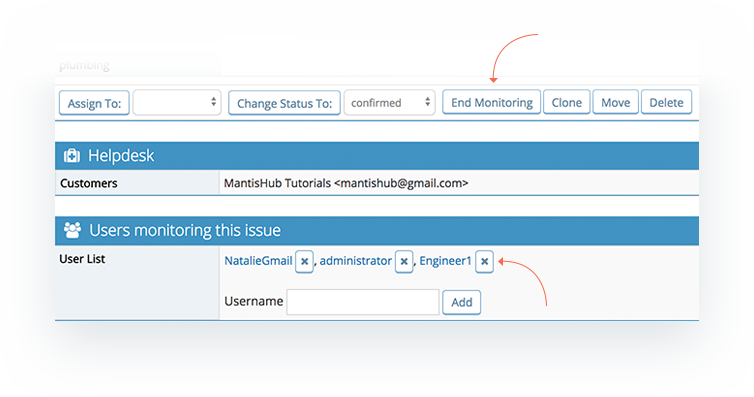 plumbing
Assign To: Change Status To: confirmed End Monitoring Clone Move Delete
Helpdesk
Customers MantisHub Tutorials <mantishub@gmail.com>
Users monitoring this issue
User List NatalieGmail × , administrator × , Engineer1 ×
Username Add